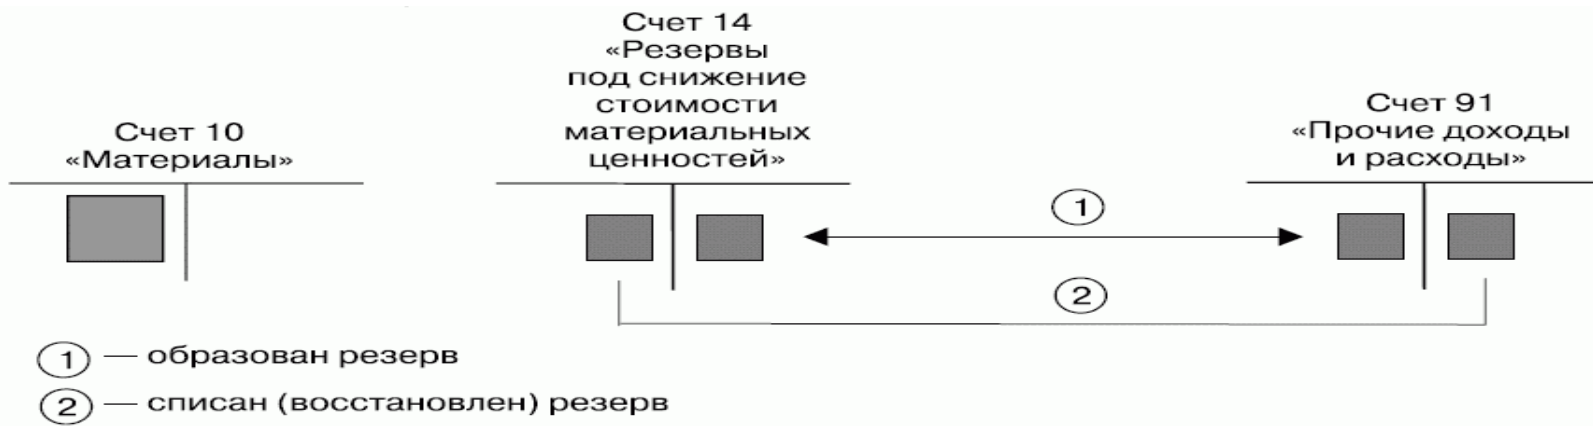 Счет 10
«Материалы»
Счет 14
«Резервы
под снижение
стоимости
материальных
ценностей»
Счет 91
«Прочие доходы
и расходы»
1
2
1 — образован резерв
2 — списан (восстановлен) резерв